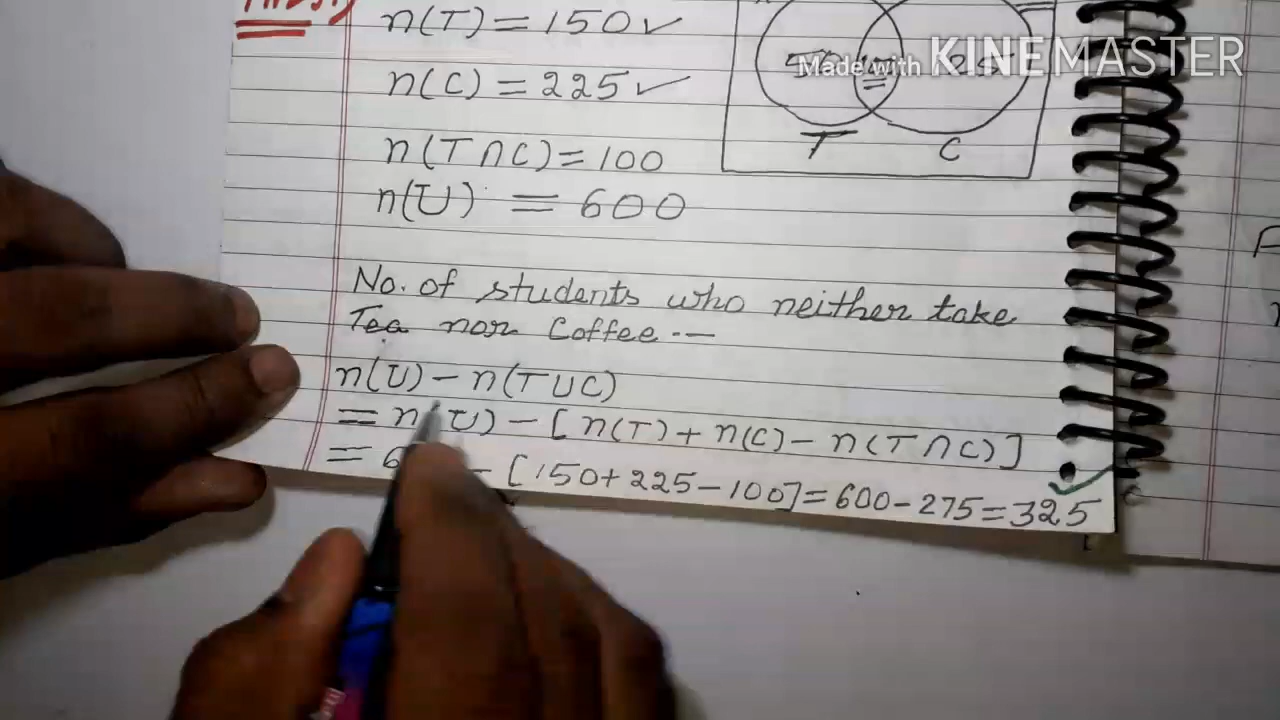 n(T) = 150 ✓
n(C) = 225 ✓
n(T∩C) = 100
n(U) = 600
Made with KINEMASTER
T C
No. of students who neither take
Tea nor Coffee :—
n(U) – n(T∪C)
= n(U) – [n(T) + n(C) – n(T∩C)]
= – [150 + 225 – 100] = 600 – 275 = 325